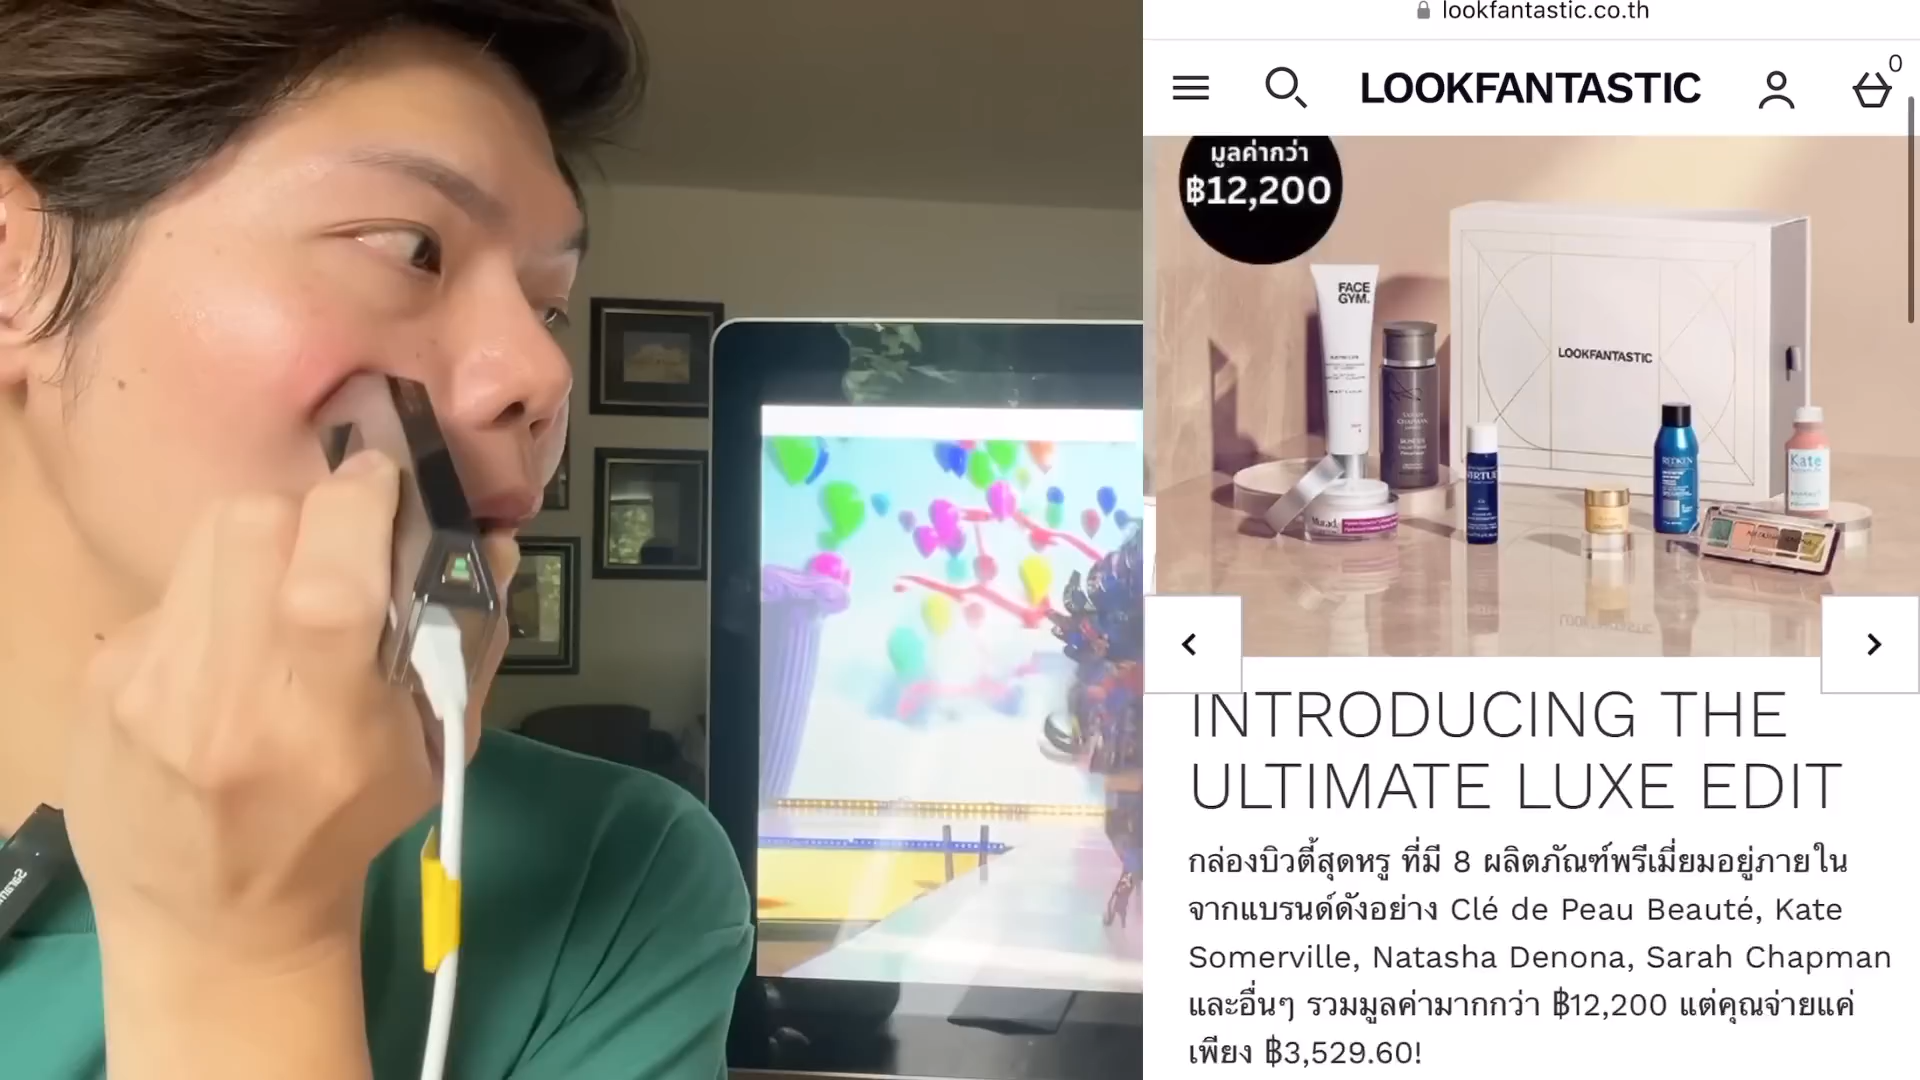 lookfantastic.co.th
LOOKFANTASTIC
0
มูลค่ากว่า
฿12,200
FACE
GYM.
LOOKFANTASTIC
SARAH
CHAPMAN
VIRTUE
REDKEN
Kate
Murad
INTRODUCING THE
ULTIMATE LUXE EDIT
กล่องบิวตี้สุดหรู ที่มี 8 ผลิตภัณฑ์พรีเมี่ยมอยู่ภายใน
จากแบรนด์ดังอย่าง Clé de Peau Beauté, Kate
Somerville, Natasha Denona, Sarah Chapman
และอื่นๆ รวมมูลค่ามากกว่า ฿12,200 แต่คุณจ่ายแค่
เพียง ฿3,529.60!